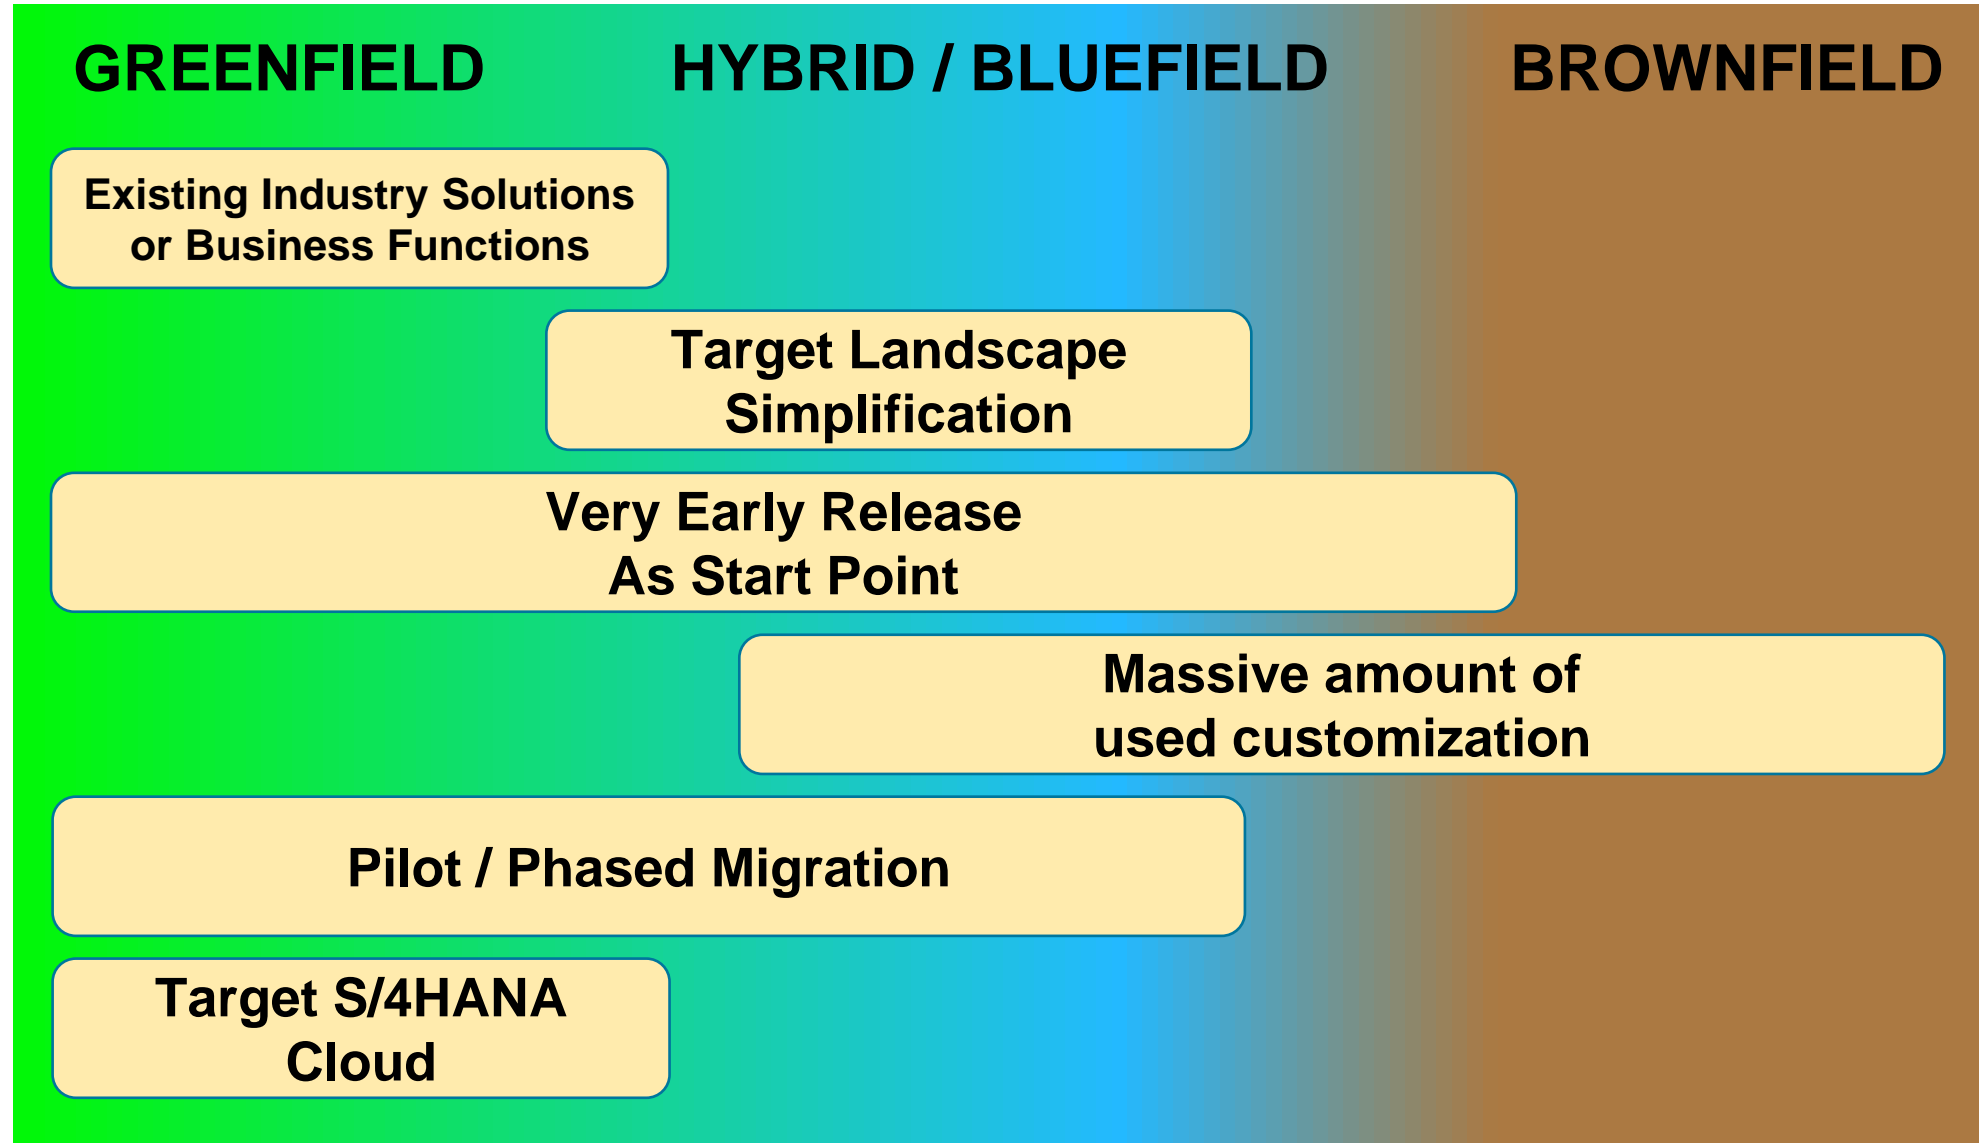 GREENFIELD HYBRID / BLUEFIELD BROWNFIELD
Existing Industry Solutions
or Business Functions
Target Landscape
Simplification
Very Early Release
As Start Point
Massive amount of
used customization
Pilot / Phased Migration
Target S/4HANA
Cloud